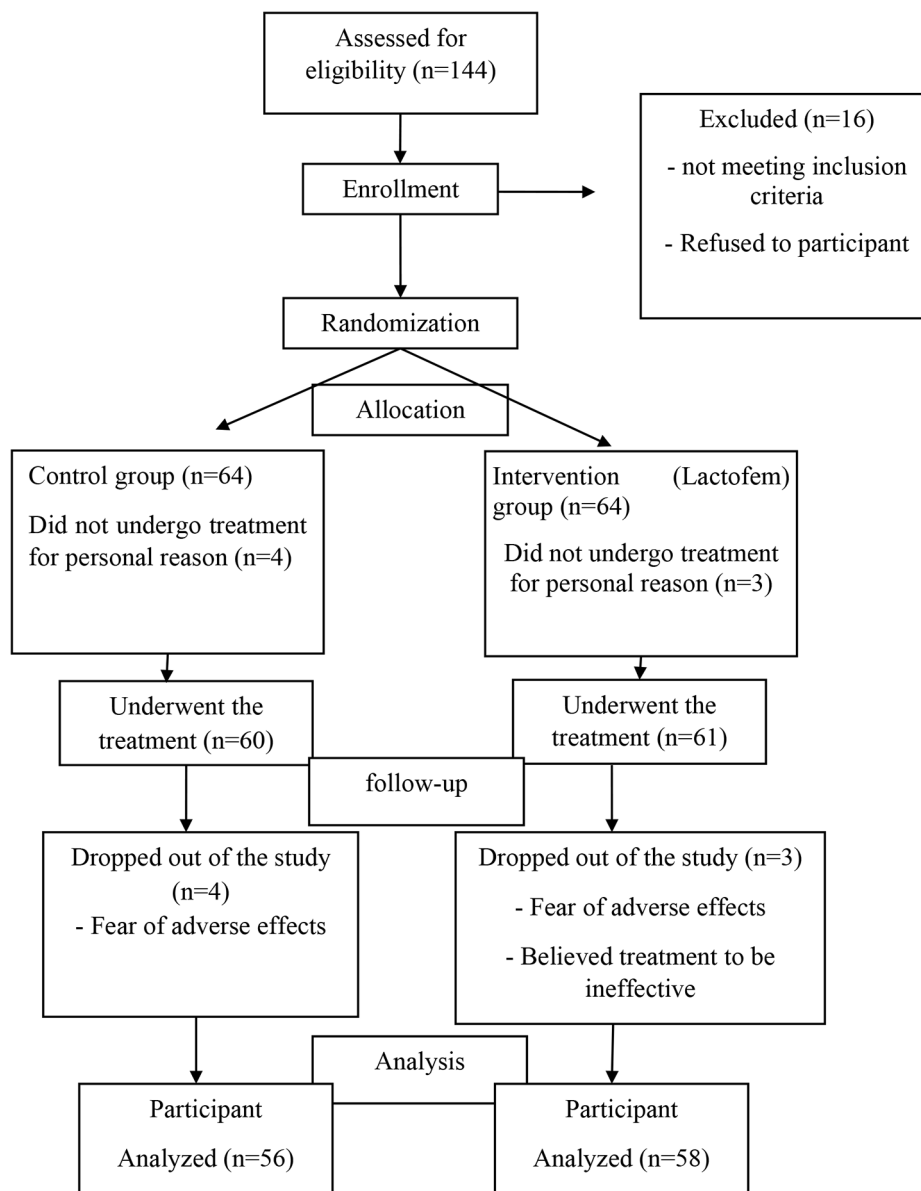 Assessed for
eligibility (n=144)
Excluded (n=16)
- not meeting inclusion
criteria
- Refused to participant
Enrollment
Randomization
Allocation
Control group (n=64)
Did not undergo treatment
for personal reason (n=4)
Intervention (Lactofem)
group (n=64)
Did not undergo treatment
for personal reason (n=3)
Underwent the
treatment (n=60)
Underwent the
treatment (n=61)
follow-up
Dropped out of the study
(n=4)
- Fear of adverse effects
Dropped out of the study (n=3)
- Fear of adverse effects
- Believed treatment to be
ineffective
Analysis
Participant
Analyzed (n=56)
Participant
Analyzed (n=58)